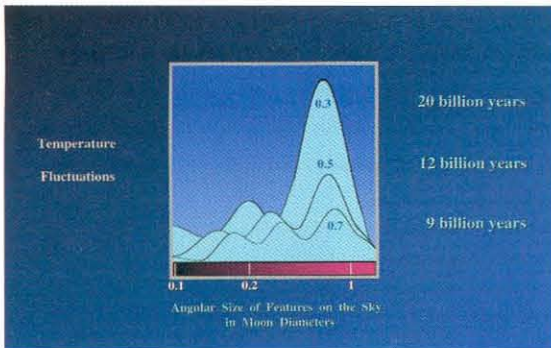 0.3
20 billion years
Temperature
Fluctuations
0.5
12 billion years
0.7
9 billion years
0.1 0.2 1
Angular Size of Features on the Sky
in Moon Diameters